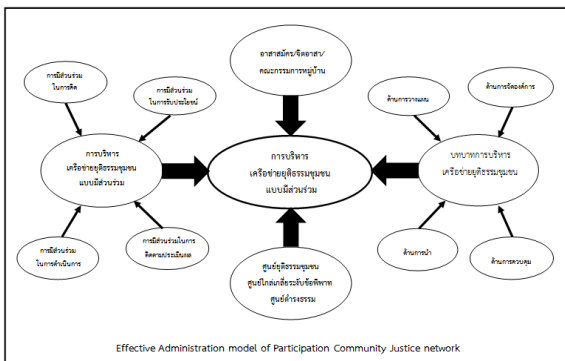 อาสาสมัคร/จิตอาสา/
คณะกรรมการหมู่บ้าน
การมีส่วนร่วม
ในการคิด
การมีส่วนร่วม
ในการรับประโยชน์
ด้านการวางแผน
ด้านการจัดองค์การ
การบริหาร
เครือข่ายยุติธรรมชุมชน
แบบมีส่วนร่วม
การบริหาร
เครือข่ายยุติธรรมชุมชน
แบบมีส่วนร่วม
บทบาทการบริหาร
เครือข่ายยุติธรรมชุมชน
การมีส่วนร่วม
ในการดำเนินการ
การมีส่วนร่วมในการ
ติดตามประเมินผล
ด้านการนำ
ด้านการควบคุม
ศูนย์ยุติธรรมชุมชน
ศูนย์ไกล่เกลี่ยระงับข้อพิพาท
ศูนย์ดำรงธรรม
Effective Administration model of Participation Community Justice network